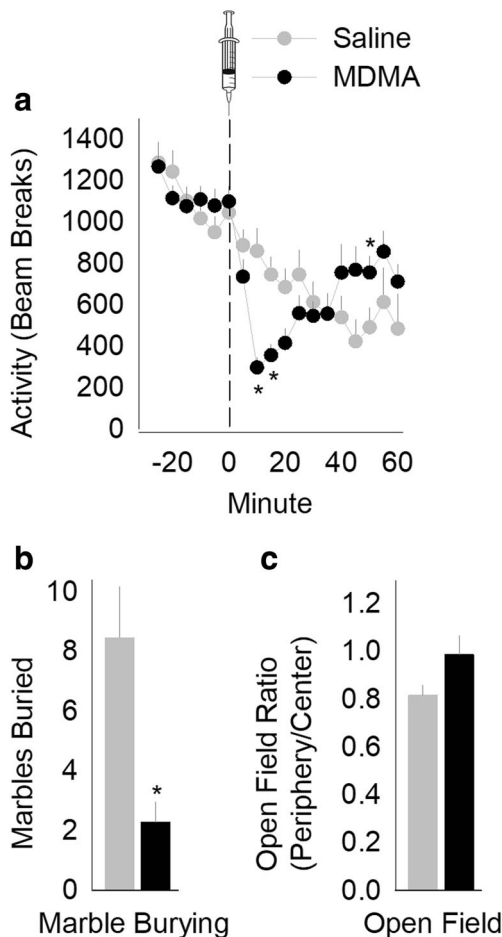 Saline
MDMA
a
Activity (Beam Breaks)
1400
1200
1000
800
600
400
200
0
*
*
*
-20 0 20 40 60
Minute
b
Marbles Buried
10
8
6
4
2
0
*
Marble Burying
c
Open Field Ratio
(Periphery/Center)
1.2
1.0
0.8
0.6
0.4
0.2
0.0
Open Field